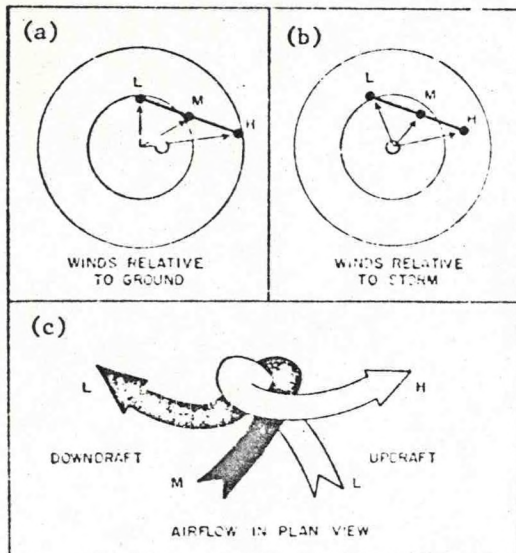 (a)
L
M
H
WINDS RELATIVE
TO GROUND
(b)
L
M
H
WINDS RELATIVE
TO STORM
(c)
L
H
DOWNDRAFT
UPDRAFT
M
L
AIRFLOW IN PLAN VIEW